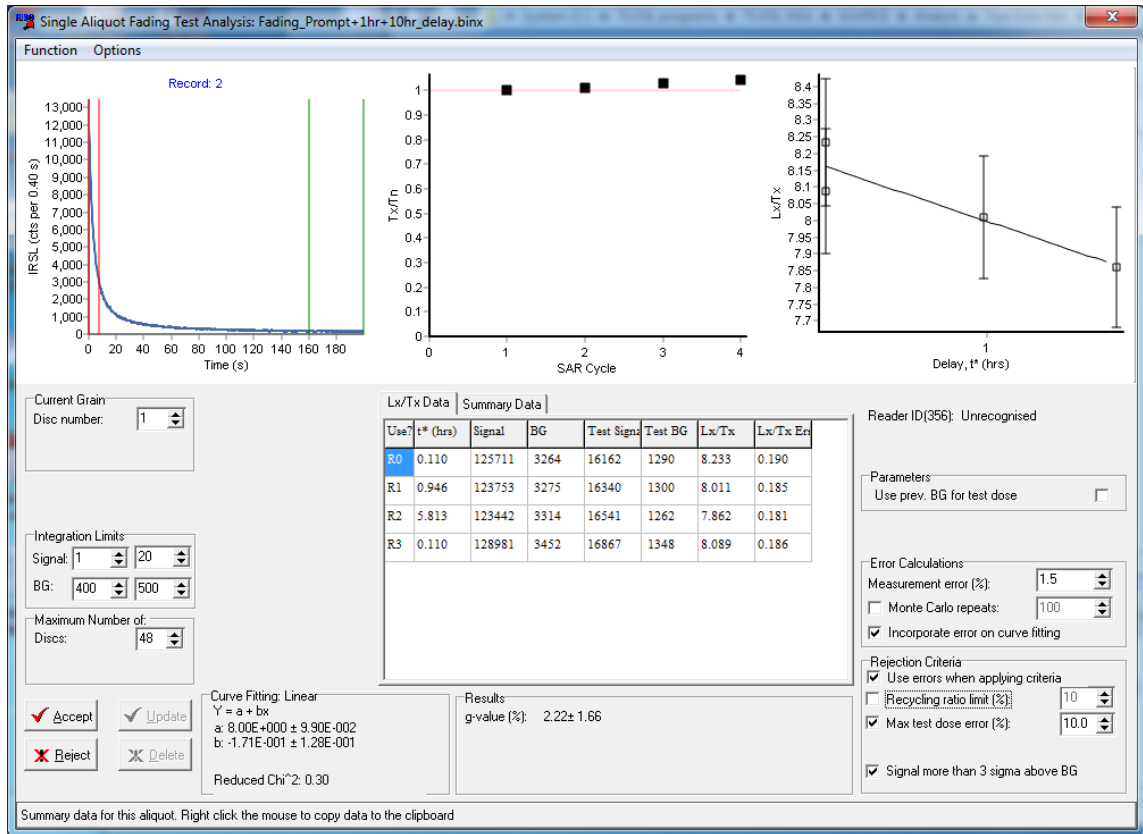 Single Aliquot Fading Test Analysis: Fading_Prompt+1hr+10hr_delay.binx
Function Options
Record: 2
13,000
12,000
11,000
10,000
9,000
8,000
7,000
6,000
5,000
4,000
3,000
2,000
1,000
0
IRSL (cts per 0.40 s)
0 20 40 60 80 100 120 140 160 180
Time (s)
1
0.9
0.8
0.7
0.6
0.5
0.4
0.3
0.2
0.1
0
Tx/Tn
0 1 2 3 4
SAR Cycle
8.4
8.35
8.3
8.25
8.2
8.15
8.1
8.05
8
7.95
7.9
7.85
7.8
7.75
7.7
Lx/Tx
1
Delay, t* (hrs)
Current Grain
Disc number: 1
Integration Limits
Signal: 1 20
BG: 400 500
Maximum Number of:
Discs: 48
Accept Update
Reject Delete
Lx/Tx Data Summary Data
Use? t* (hrs) Signal BG Test Signa Test BG Lx/Tx Lx/Tx Err
R0 0.110 125711 3264 16162 1290 8.233 0.190
R1 0.946 123753 3275 16340 1300 8.011 0.185
R2 5.813 123442 3314 16541 1262 7.862 0.181
R3 0.110 128981 3452 16867 1348 8.089 0.186
Curve Fitting: Linear
Y = a + bx
a: 8.00E+000 ± 9.90E-002
b: -1.71E-001 ± 1.28E-001
Reduced Chi^2: 0.30
Results
g-value (%): 2.22± 1.66
Reader ID(356): Unrecognised
Parameters
Use prev. BG for test dose
Error Calculations
Measurement error (%): 1.5
Monte Carlo repeats: 100
Incorporate error on curve fitting
Rejection Criteria
Use errors when applying criteria
Recycling ratio limit (%): 10
Max test dose error (%): 10.0
Signal more than 3 sigma above BG
Summary data for this aliquot. Right click the mouse to copy data to the clipboard